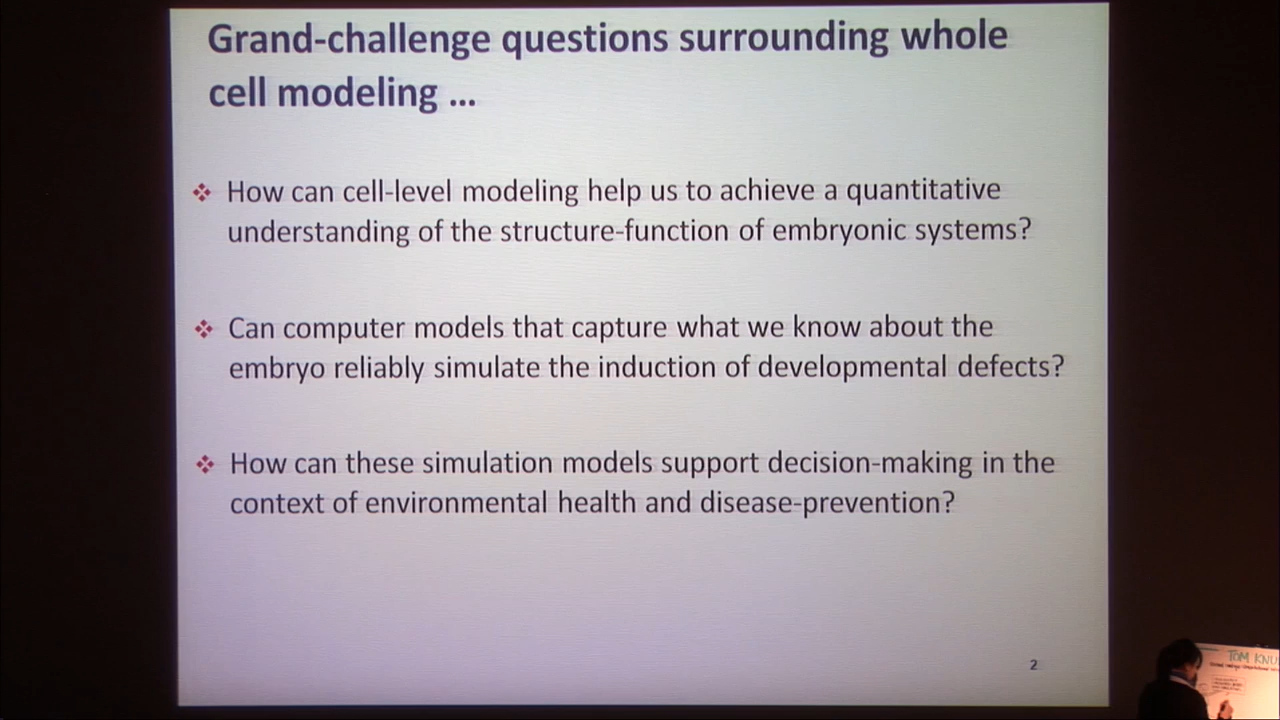 Grand-challenge questions surrounding whole
cell modeling ...
❖ How can cell-level modeling help us to achieve a quantitative
understanding of the structure-function of embryonic systems?
❖ Can computer models that capture what we know about the
embryo reliably simulate the induction of developmental defects?
❖ How can these simulation models support decision-making in the
context of environmental health and disease-prevention?
2
TOM KNU